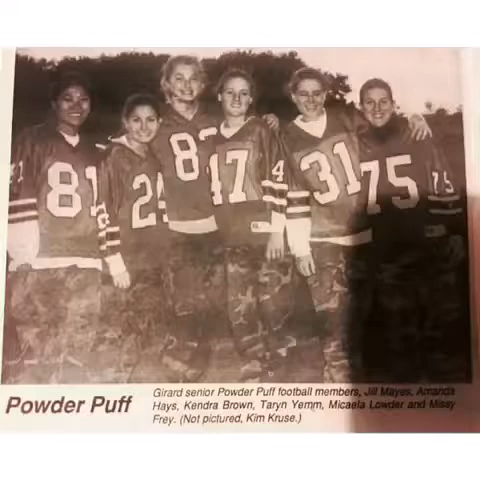 81
24
8
47
4
31
75
75
Powder Puff
Girard senior Powder Puff football members, Jill Mayes, Amanda
Hays, Kendra Brown, Taryn Yemm, Micaela Lowder and Missy
Frey. (Not pictured, Kim Kruse.)